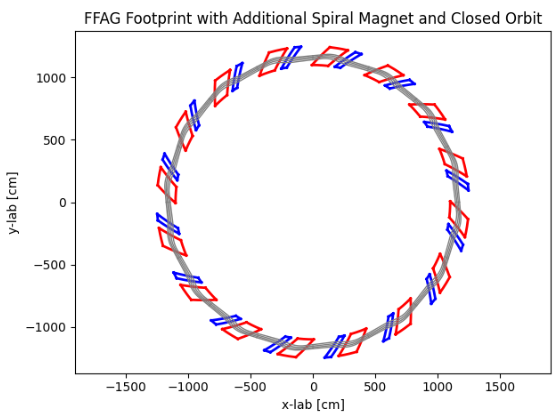 FFAG Footprint with Additional Spiral Magnet and Closed Orbit
1000
500
0
−500
−1000
y-lab [cm]
−1500 −1000 −500 0 500 1000 1500
x-lab [cm]